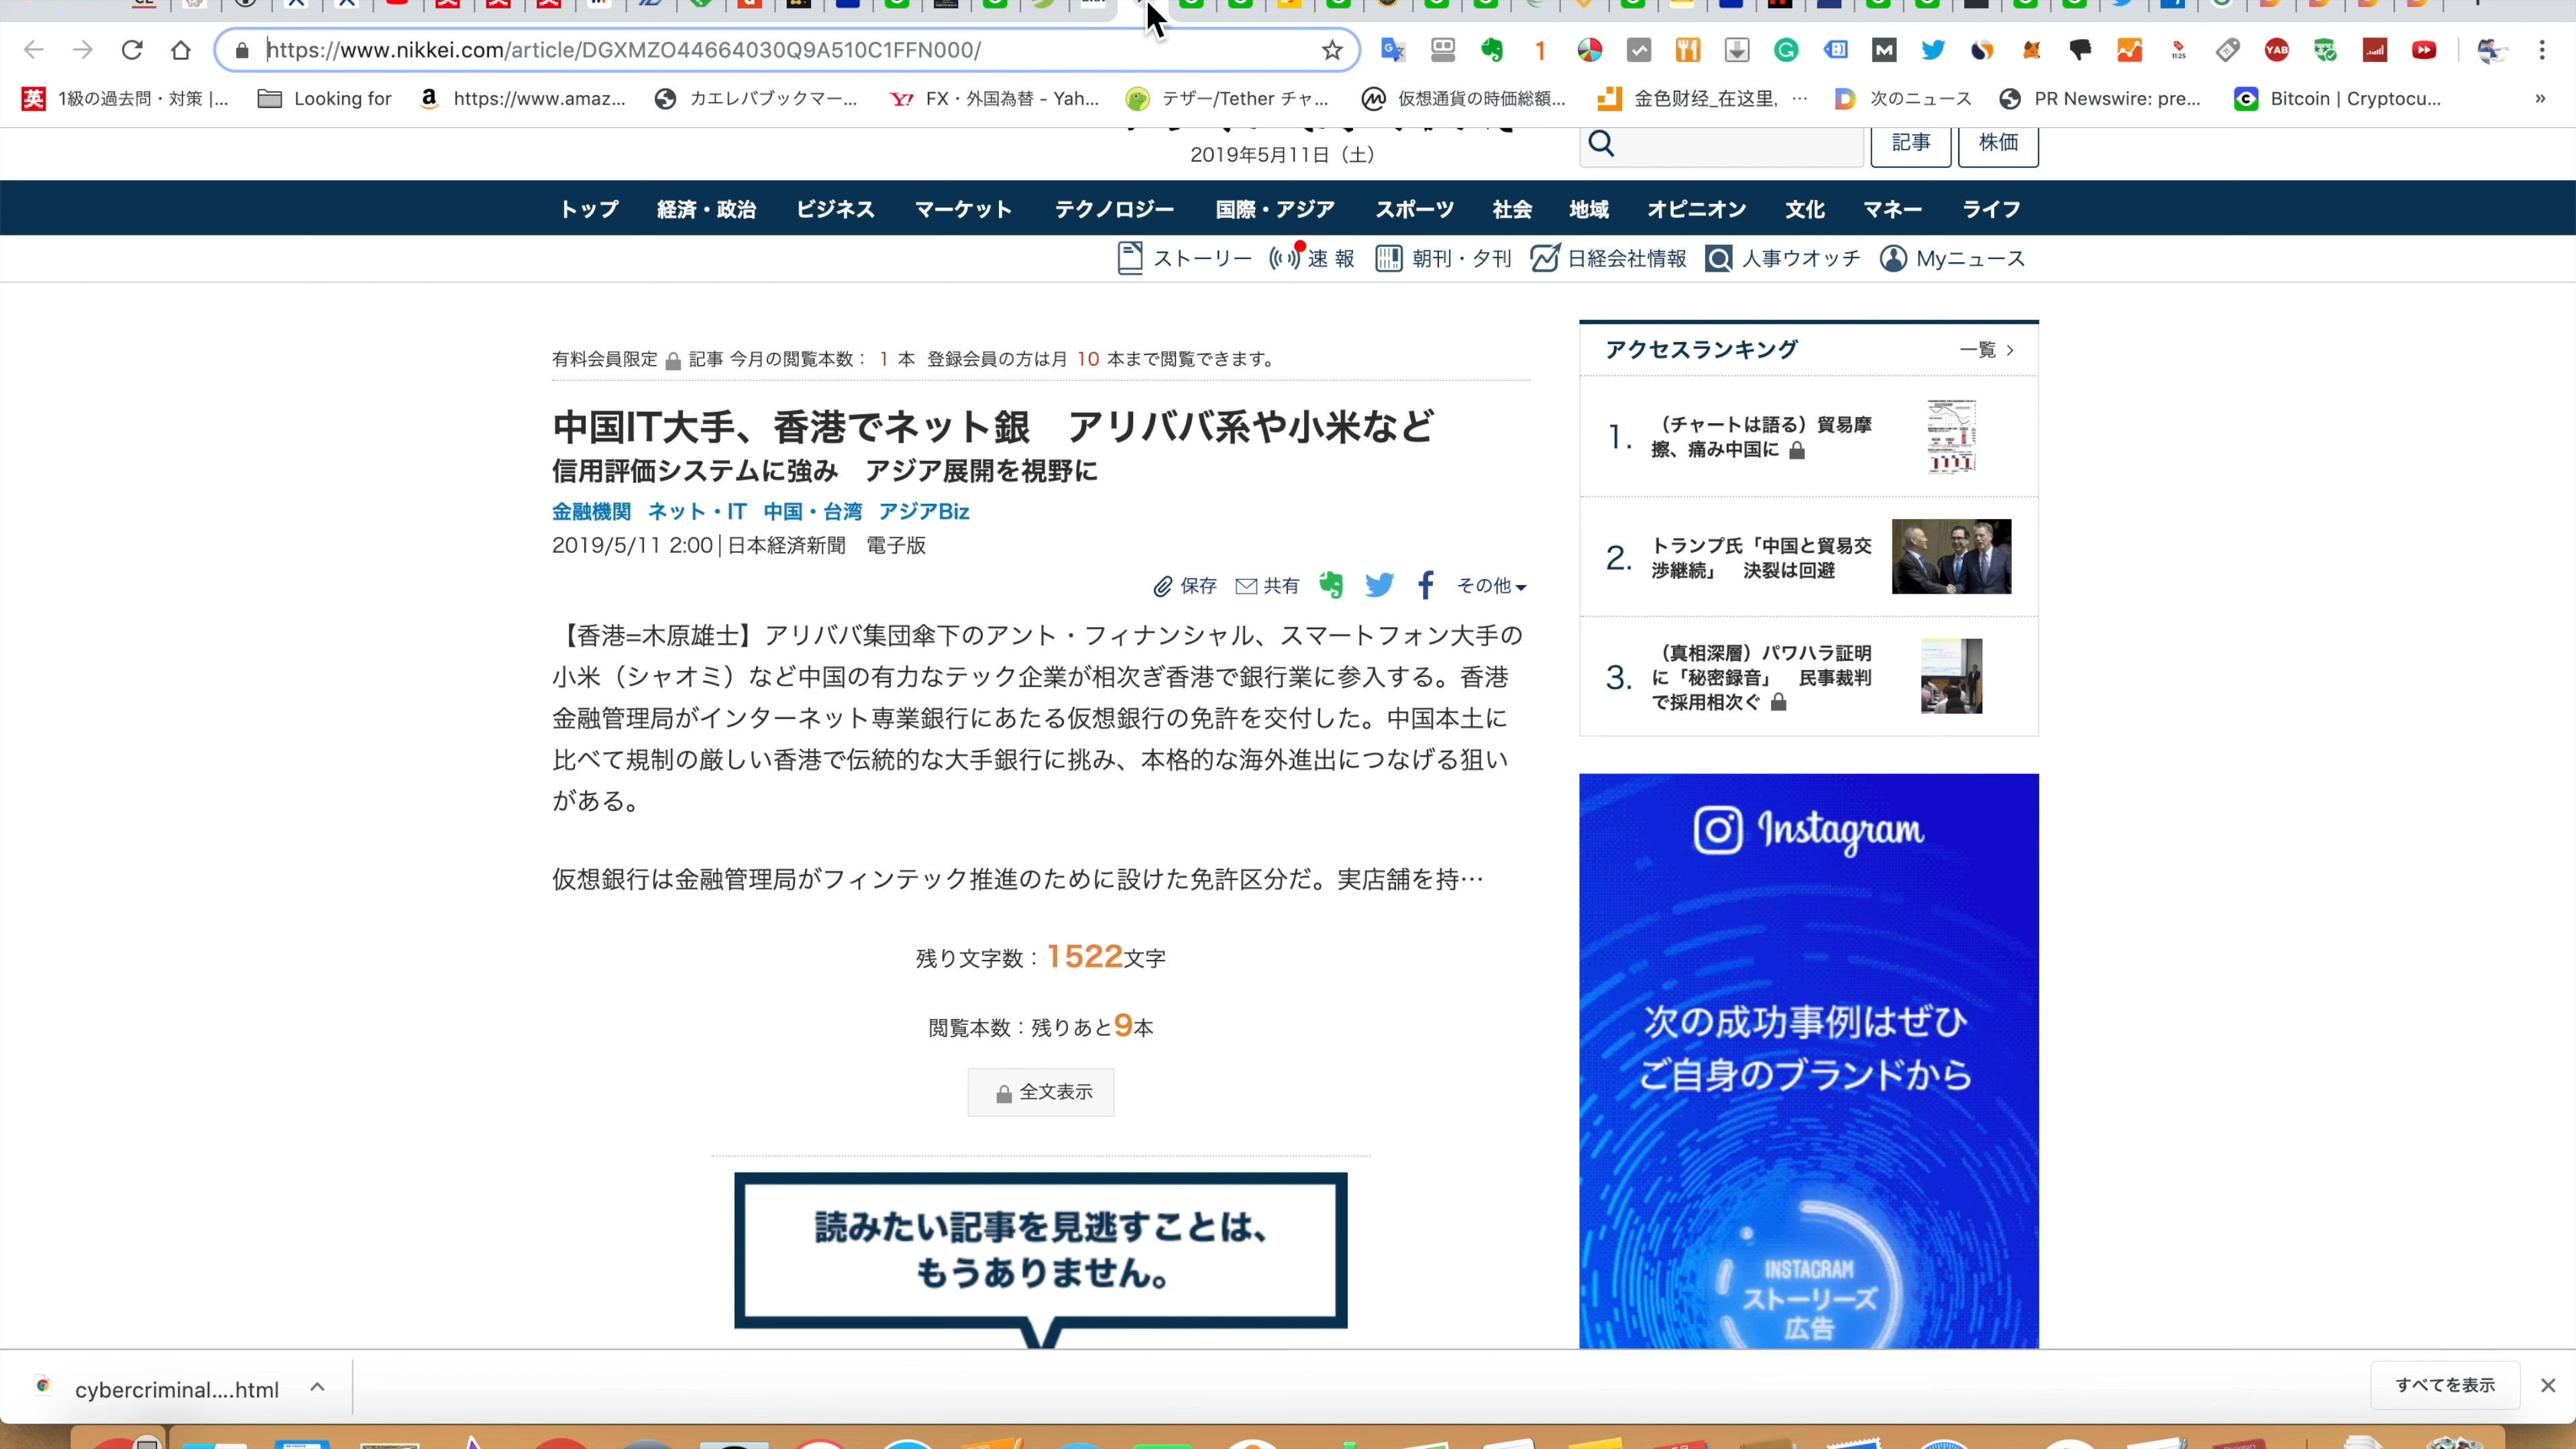 https://www.nikkei.com/article/DGXMZO44664030Q9A510C1FFN000/
1級の過去問・対策 |...
Looking for
https://www.amaz...
カエレバブックマー...
FX・外国為替 - Yah...
テザー/Tether チャ...
仮想通貨の時価総額...
金色财经_在这里, ...
次のニュース
PR Newswire: pre...
Bitcoin | Cryptocu...
2019年5月11日（土）
記事
株価
トップ 経済・政治 ビジネス マーケット テクノロジー 国際・アジア スポーツ 社会 地域 オピニオン 文化 マネー ライフ
ストーリー 速報 朝刊・夕刊 日経会社情報 人事ウオッチ Myニュース
有料会員限定 記事 今月の閲覧本数： 1 本 登録会員の方は月 10 本まで閲覧できます。
中国IT大手、香港でネット銀　アリババ系や小米など
信用評価システムに強み　アジア展開を視野に
金融機関 ネット・IT 中国・台湾 アジアBiz
2019/5/11 2:00 | 日本経済新聞　電子版
保存 共有 その他
【香港=木原雄士】アリババ集団傘下のアント・フィナンシャル、スマートフォン大手の
小米（シャオミ）など中国の有力なテック企業が相次ぎ香港で銀行業に参入する。香港
金融管理局がインターネット専業銀行にあたる仮想銀行の免許を交付した。中国本土に
比べて規制の厳しい香港で伝統的な大手銀行に挑み、本格的な海外進出につなげる狙い
がある。
仮想銀行は金融管理局がフィンテック推進のために設けた免許区分だ。実店舗を持…
残り文字数：1522文字
閲覧本数：残りあと9本
全文表示
読みたい記事を見逃すことは、
もうありません。
アクセスランキング
一覧
1.
（チャートは語る）貿易摩
擦、痛み中国に
2.
トランプ氏「中国と貿易交
渉継続」　決裂は回避
3.
（真相深層）パワハラ証明
に「秘密録音」　民事裁判
で採用相次ぐ
Instagram
次の成功事例はぜひ
ご自身のブランドから
INSTAGRAM
ストーリーズ
広告
cybercriminal....html
すべてを表示